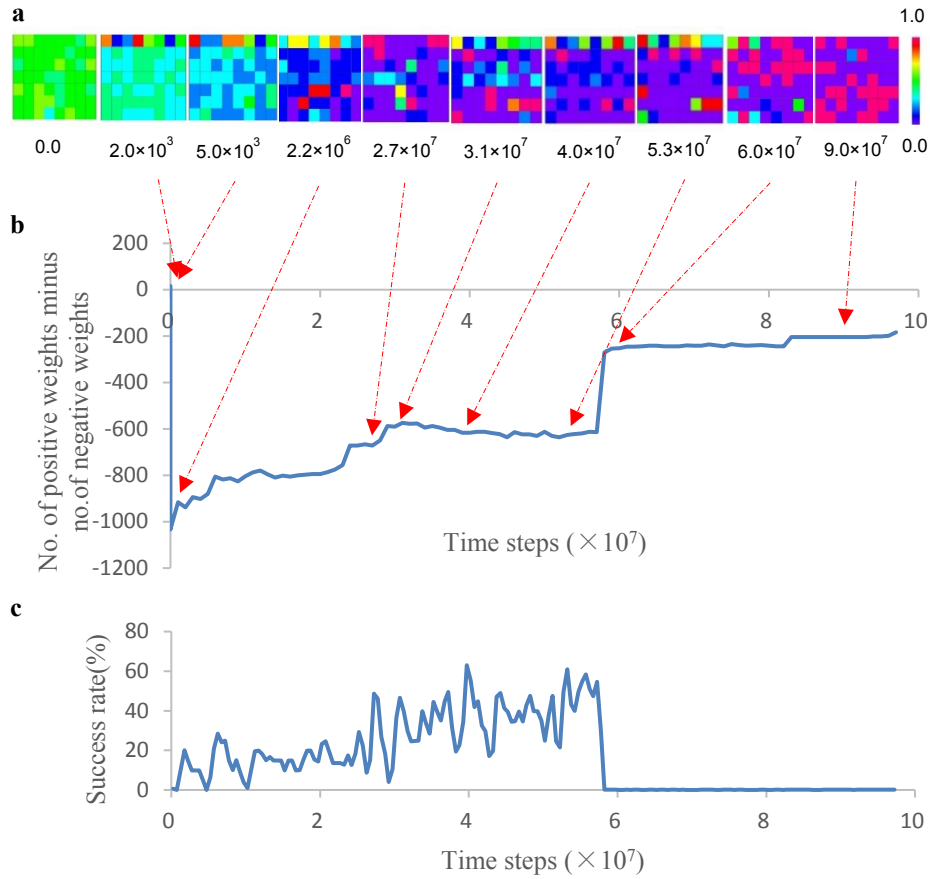 a
1.0
0.0
0.0 2.0×10³ 5.0×10³ 2.2×10⁶ 2.7×10⁷ 3.1×10⁷ 4.0×10⁷ 5.3×10⁷ 6.0×10⁷ 9.0×10⁷
b
No. of positive weights minus
no.of negative weights
200
0
-200
-400
-600
-800
-1000
-1200
0 2 4 6 8 10
Time steps (×10⁷)
c
Success rate(%)
80
60
40
20
0
0 2 4 6 8 10
Time steps (×10⁷)